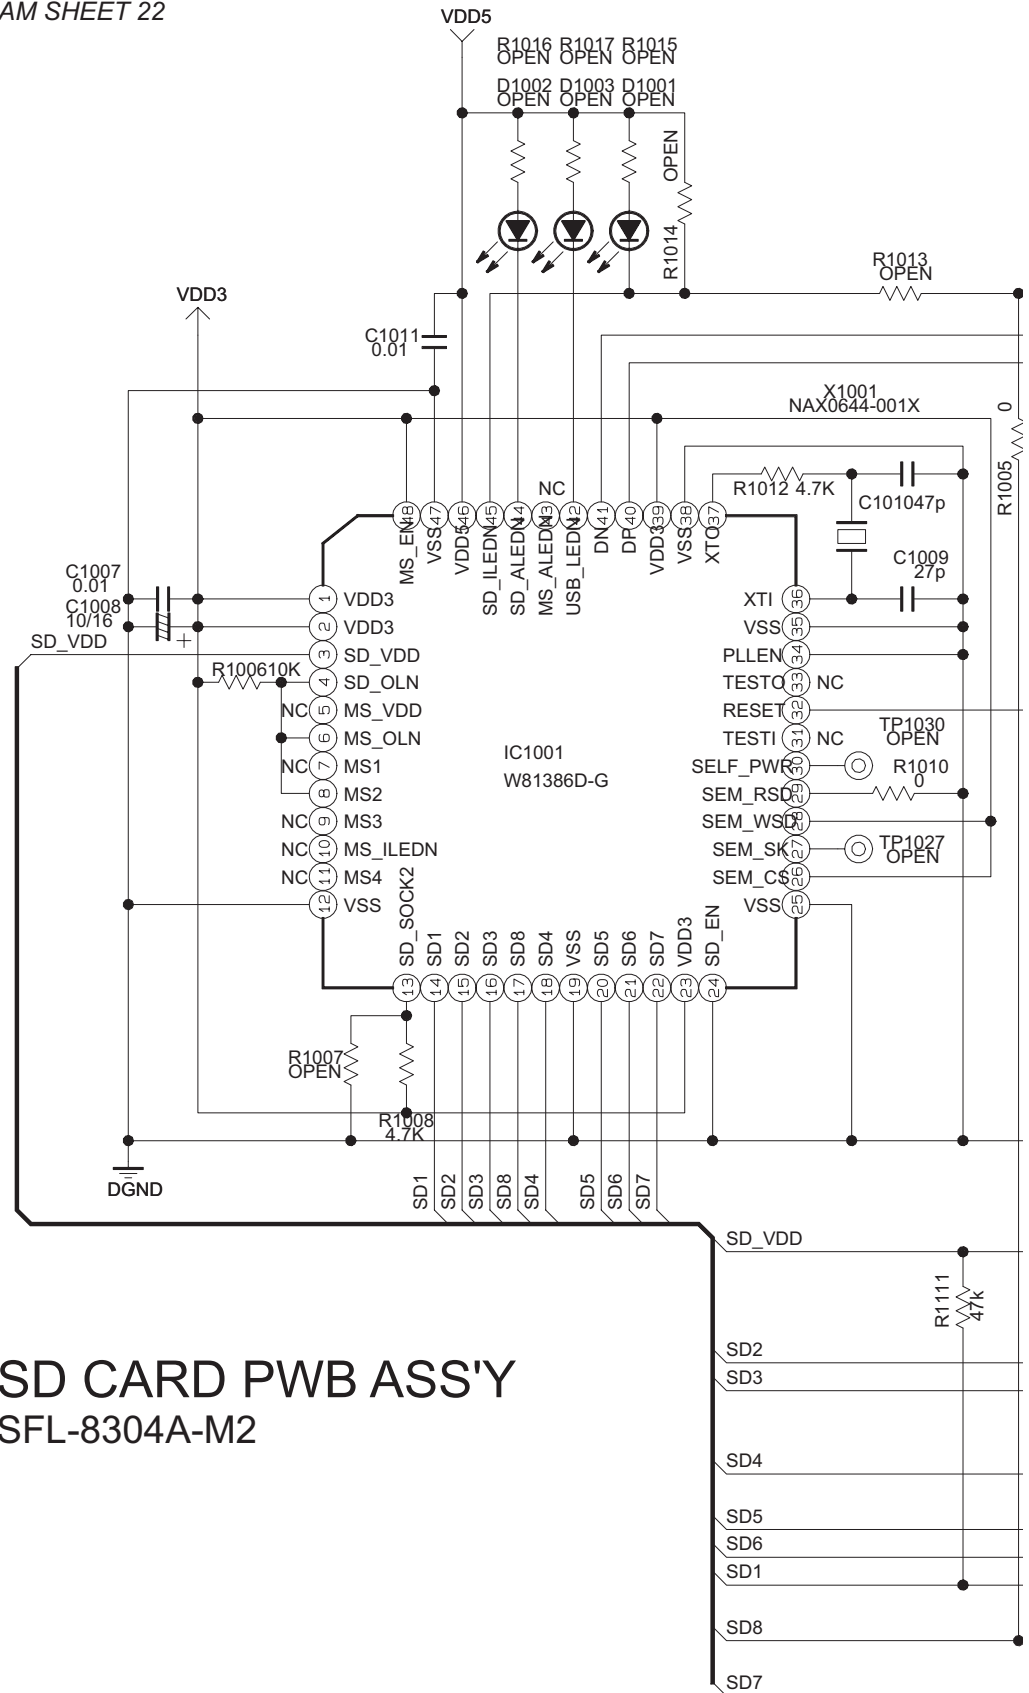 AM SHEET 22
VDD5
R1016 R1017 R1015
OPEN OPEN OPEN
D1002 D1003 D1001
OPEN OPEN OPEN
OPEN
R1014
R1013
OPEN
VDD3
C1011
0.01
X1001
NAX0644-001X
0
R1005
NC
R1012 4.7K
C101047p
C1009
27p
MS_EN 48
VSS 47
VDD5 46
SD_ILEDN 45
SD_ALEDN 44
MS_ALEDN 43
USB_LEDN 42
DN 41
DP 40
VDD3 39
VSS 38
XTO 37
C1007
0.01
C1008
10/16
+
SD_VDD
R100610K
1 VDD3
2 VDD3
3 SD_VDD
4 SD_OLN
NC 5 MS_VDD
6 MS_OLN
NC 7 MS1
8 MS2
NC 9 MS3
NC 10 MS_ILEDN
NC 11 MS4
12 VSS
IC1001
W81386D-G
XTI 36
VSS 35
PLLEN 34
TESTO 33 NC
RESET 32
TESTI 31 NC
SELF_PWR 30
SEM_RSD 29
SEM_WSD 28
SEM_SK 27
SEM_CS 26
VSS 25
TP1030
OPEN
R1010
0
TP1027
OPEN
SD_SOCK2 13
SD1 14
SD2 15
SD3 16
SD8 17
SD4 18
VSS 19
SD5 20
SD6 21
SD7 22
VDD3 23
SD_EN 24
R1007
OPEN
R1008
4.7K
DGND
SD1
SD2
SD3
SD8
SD4
SD5
SD6
SD7
SD_VDD
R1111
47k
SD2
SD3
SD4
SD5
SD6
SD1
SD8
SD7
SD CARD PWB ASS'Y
SFL-8304A-M2